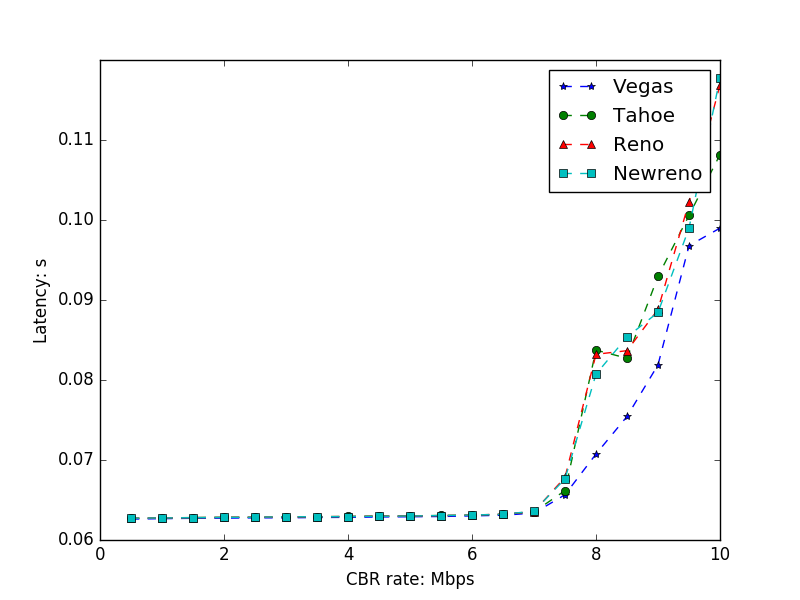 Vegas
Tahoe
Reno
Newreno
0.11
0.10
0.09
0.08
0.07
0.06
Latency: s
0 2 4 6 8 10
CBR rate: Mbps